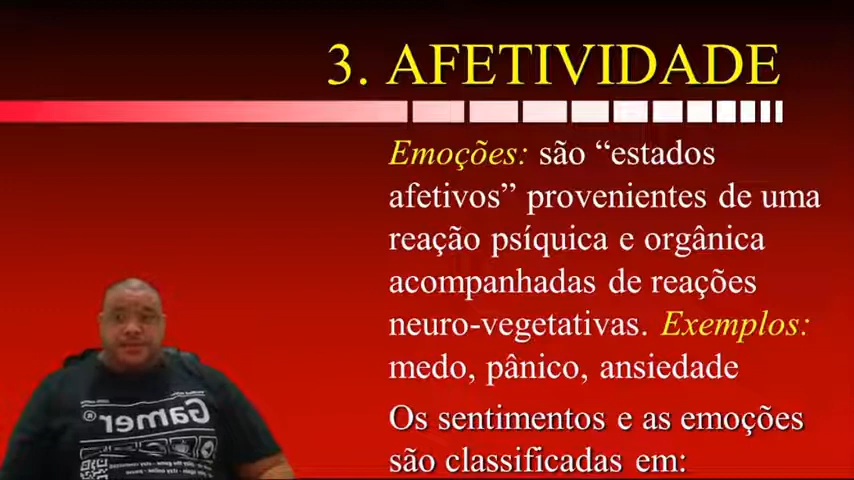 3. AFETIVIDADE
Emoções: são “estados
afetivos” provenientes de uma
reação psíquica e orgânica
acompanhadas de reações
neuro-vegetativas. Exemplos:
medo, pânico, ansiedade
Os sentimentos e as emoções
são classificadas em:
Gamer®